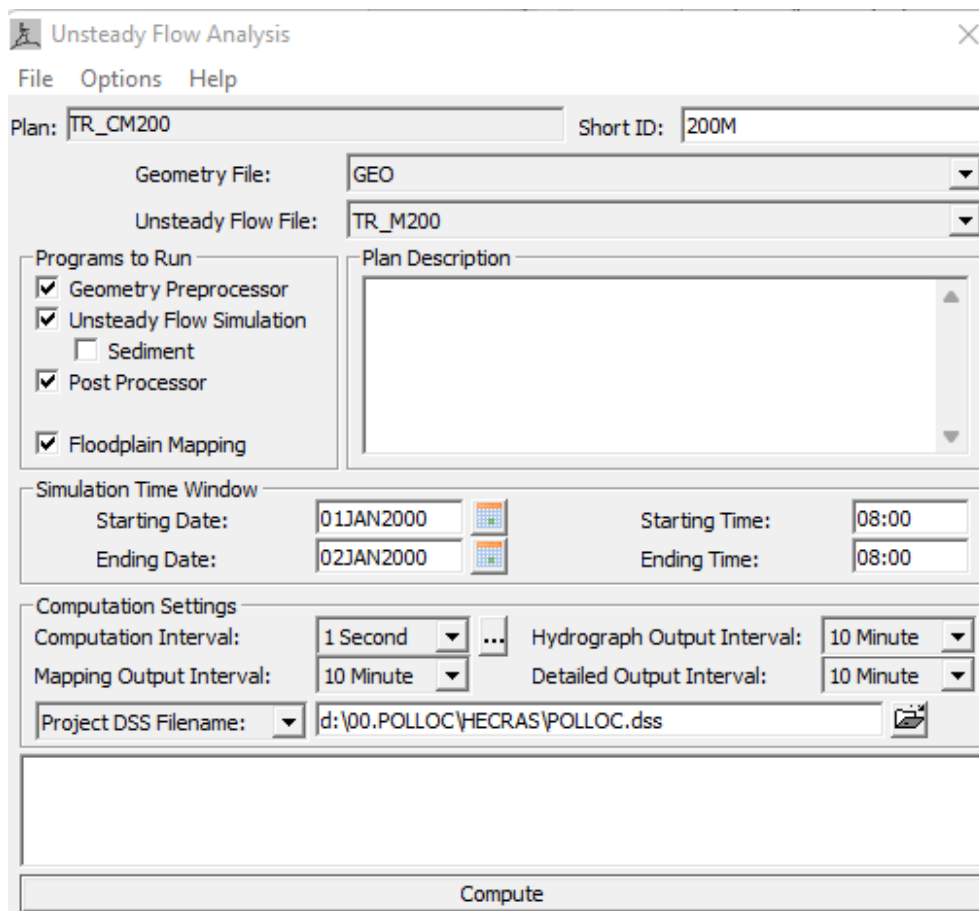 Unsteady Flow Analysis
File Options Help
Plan: TR_CM200 Short ID: 200M
Geometry File: GEO
Unsteady Flow File: TR_M200
Programs to Run Plan Description
Geometry Preprocessor
Unsteady Flow Simulation
Sediment
Post Processor
Floodplain Mapping
Simulation Time Window
Starting Date: 01JAN2000 Starting Time: 08:00
Ending Date: 02JAN2000 Ending Time: 08:00
Computation Settings
Computation Interval: 1 Second ... Hydrograph Output Interval: 10 Minute
Mapping Output Interval: 10 Minute Detailed Output Interval: 10 Minute
Project DSS Filename: d:\00.POLLOC\HECRAS\POLLOC.dss
Compute